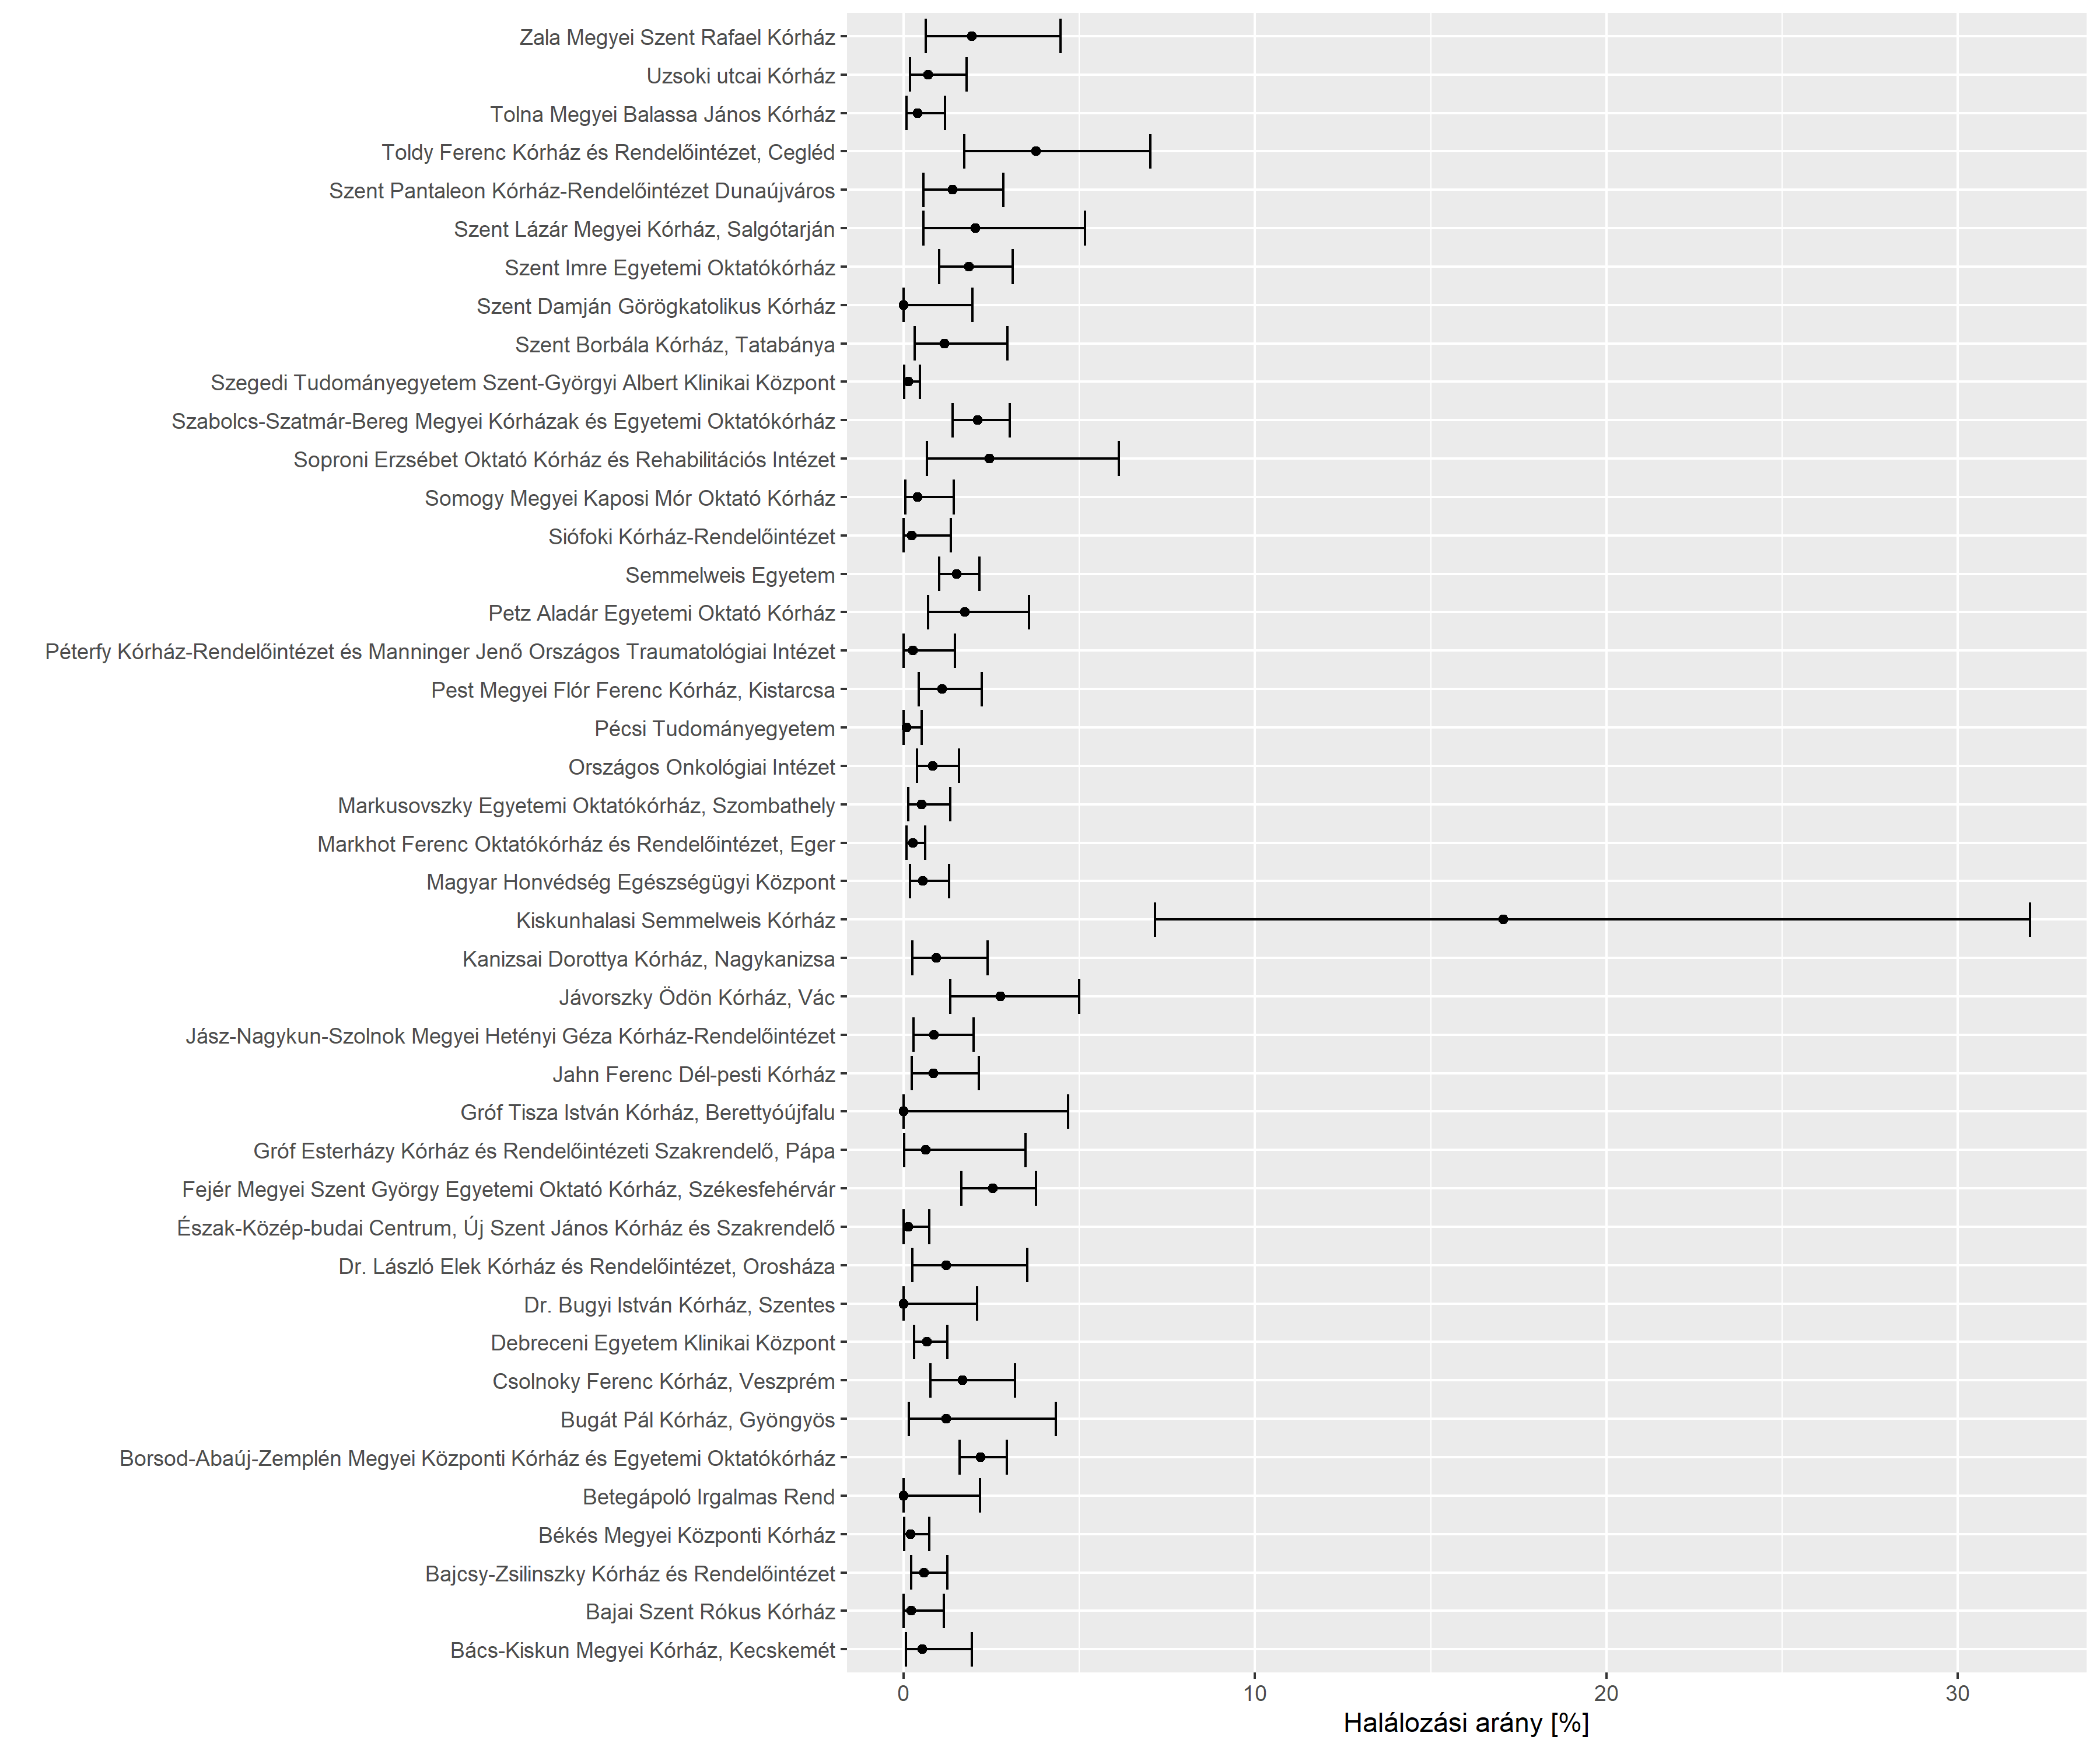 Zala Megyei Szent Rafael Kórház
Uzsoki utcai Kórház
Tolna Megyei Balassa János Kórház
Toldy Ferenc Kórház és Rendelőintézet, Cegléd
Szent Pantaleon Kórház-Rendelőintézet Dunaújváros
Szent Lázár Megyei Kórház, Salgótarján
Szent Imre Egyetemi Oktatókórház
Szent Damján Görögkatolikus Kórház
Szent Borbála Kórház, Tatabánya
Szegedi Tudományegyetem Szent-Györgyi Albert Klinikai Központ
Szabolcs-Szatmár-Bereg Megyei Kórházak és Egyetemi Oktatókórház
Soproni Erzsébet Oktató Kórház és Rehabilitációs Intézet
Somogy Megyei Kaposi Mór Oktató Kórház
Siófoki Kórház-Rendelőintézet
Semmelweis Egyetem
Petz Aladár Egyetemi Oktató Kórház
Péterfy Kórház-Rendelőintézet és Manninger Jenő Országos Traumatológiai Intézet
Pest Megyei Flór Ferenc Kórház, Kistarcsa
Pécsi Tudományegyetem
Országos Onkológiai Intézet
Markusovszky Egyetemi Oktatókórház, Szombathely
Markhot Ferenc Oktatókórház és Rendelőintézet, Eger
Magyar Honvédség Egészségügyi Központ
Kiskunhalasi Semmelweis Kórház
Kanizsai Dorottya Kórház, Nagykanizsa
Jávorszky Ödön Kórház, Vác
Jász-Nagykun-Szolnok Megyei Hetényi Géza Kórház-Rendelőintézet
Jahn Ferenc Dél-pesti Kórház
Gróf Tisza István Kórház, Berettyóújfalu
Gróf Esterházy Kórház és Rendelőintézeti Szakrendelő, Pápa
Fejér Megyei Szent György Egyetemi Oktató Kórház, Székesfehérvár
Észak-Közép-budai Centrum, Új Szent János Kórház és Szakrendelő
Dr. László Elek Kórház és Rendelőintézet, Orosháza
Dr. Bugyi István Kórház, Szentes
Debreceni Egyetem Klinikai Központ
Csolnoky Ferenc Kórház, Veszprém
Bugát Pál Kórház, Gyöngyös
Borsod-Abaúj-Zemplén Megyei Központi Kórház és Egyetemi Oktatókórház
Betegápoló Irgalmas Rend
Békés Megyei Központi Kórház
Bajcsy-Zsilinszky Kórház és Rendelőintézet
Bajai Szent Rókus Kórház
Bács-Kiskun Megyei Kórház, Kecskemét
0 10 20 30
Halálozási arány [%]